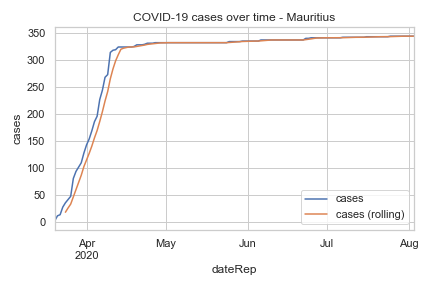 COVID-19 cases over time - Mauritius
350
300
250
200
150
100
50
0
cases
Apr
2020
May
Jun
Jul
Aug
dateRep
cases
cases (rolling)